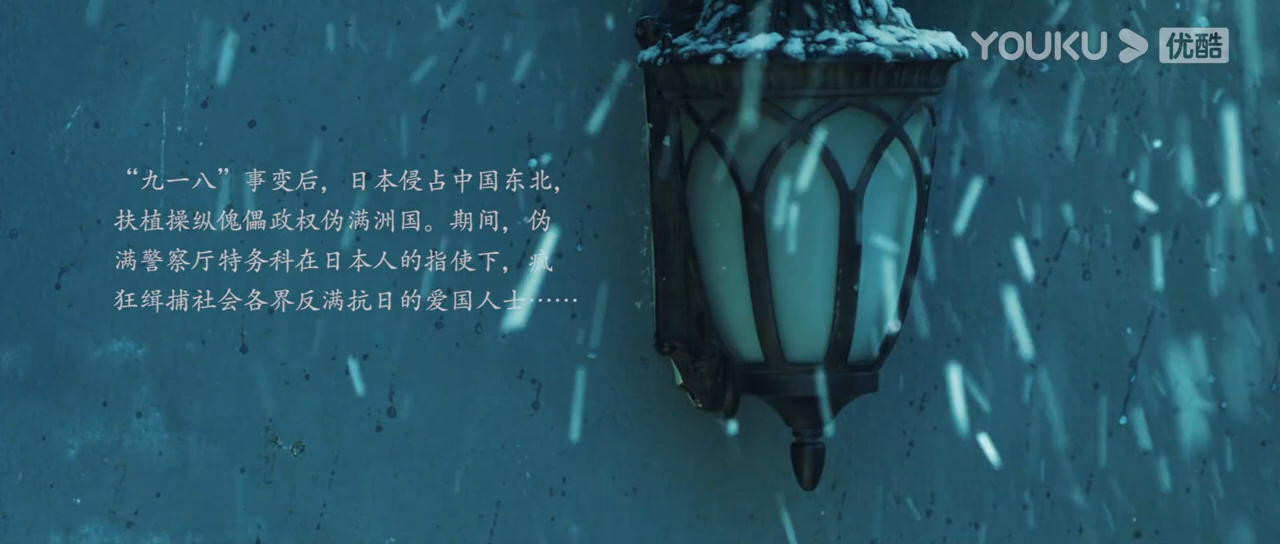 YOUKU 优酷
“九一八”事变后，日本侵占中国东北，
扶植操纵傀儡政权伪满洲国。期间，伪
满警察厅特务科在日本人的指使下，疯
狂缉捕社会各界反满抗日的爱国人士……